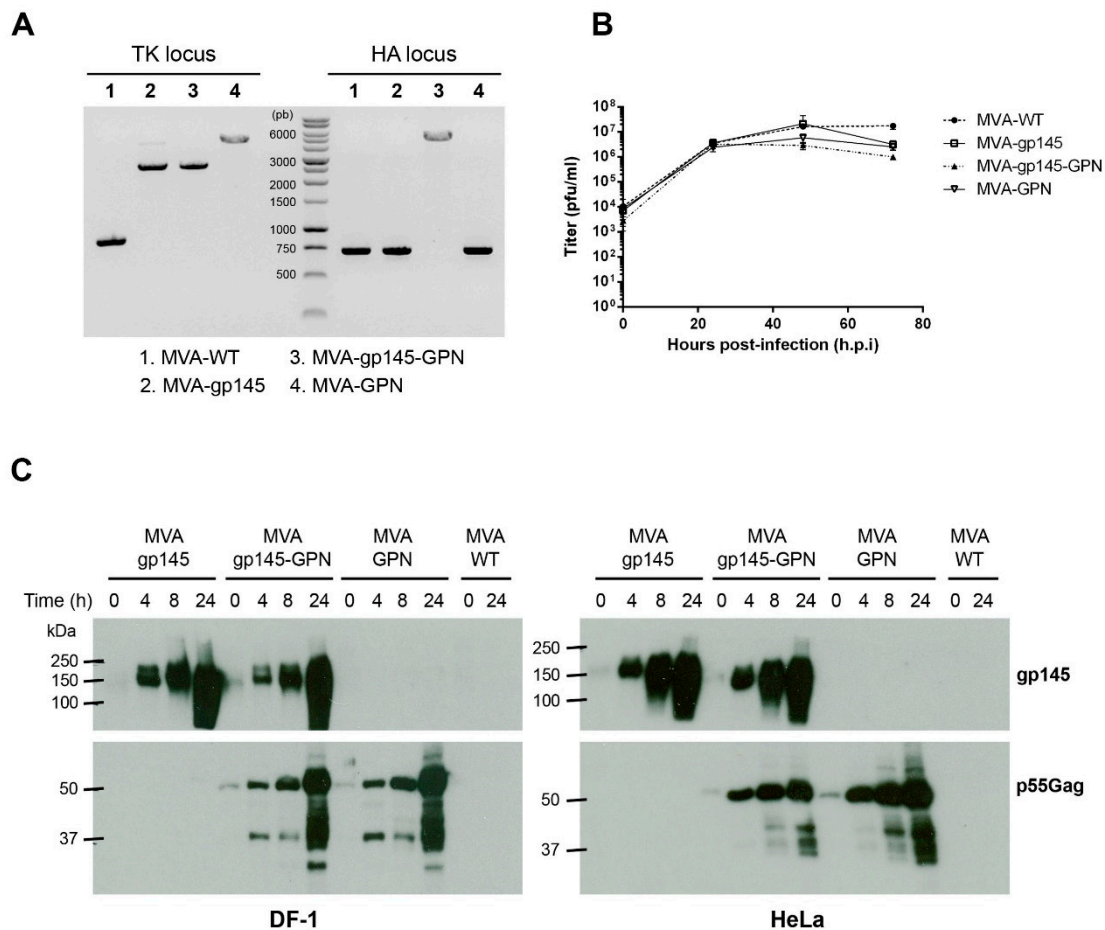 A
TK locus
HA locus
1 2 3 4
1 2 3 4
(pb)
6000
3000
2000
1500
1000
750
500
1. MVA-WT
3. MVA-gp145-GPN
2. MVA-gp145
4. MVA-GPN
B
10⁸
10⁷
10⁶
10⁵
10⁴
10³
10²
10¹
10⁰
Titer (pfu/ml)
0 20 40 60 80
Hours post-infection (h.p.i)
MVA-WT
MVA-gp145
MVA-gp145-GPN
MVA-GPN
C
MVA gp145
MVA gp145-GPN
MVA GPN
MVA WT
Time (h) 0 4 8 24 0 4 8 24 0 4 8 24 0 24
kDa
250
150
100
50
37
DF-1
MVA gp145
MVA gp145-GPN
MVA GPN
MVA WT
0 4 8 24 0 4 8 24 0 4 8 24 0 24
250
150
100
gp145
50
37
p55Gag
HeLa